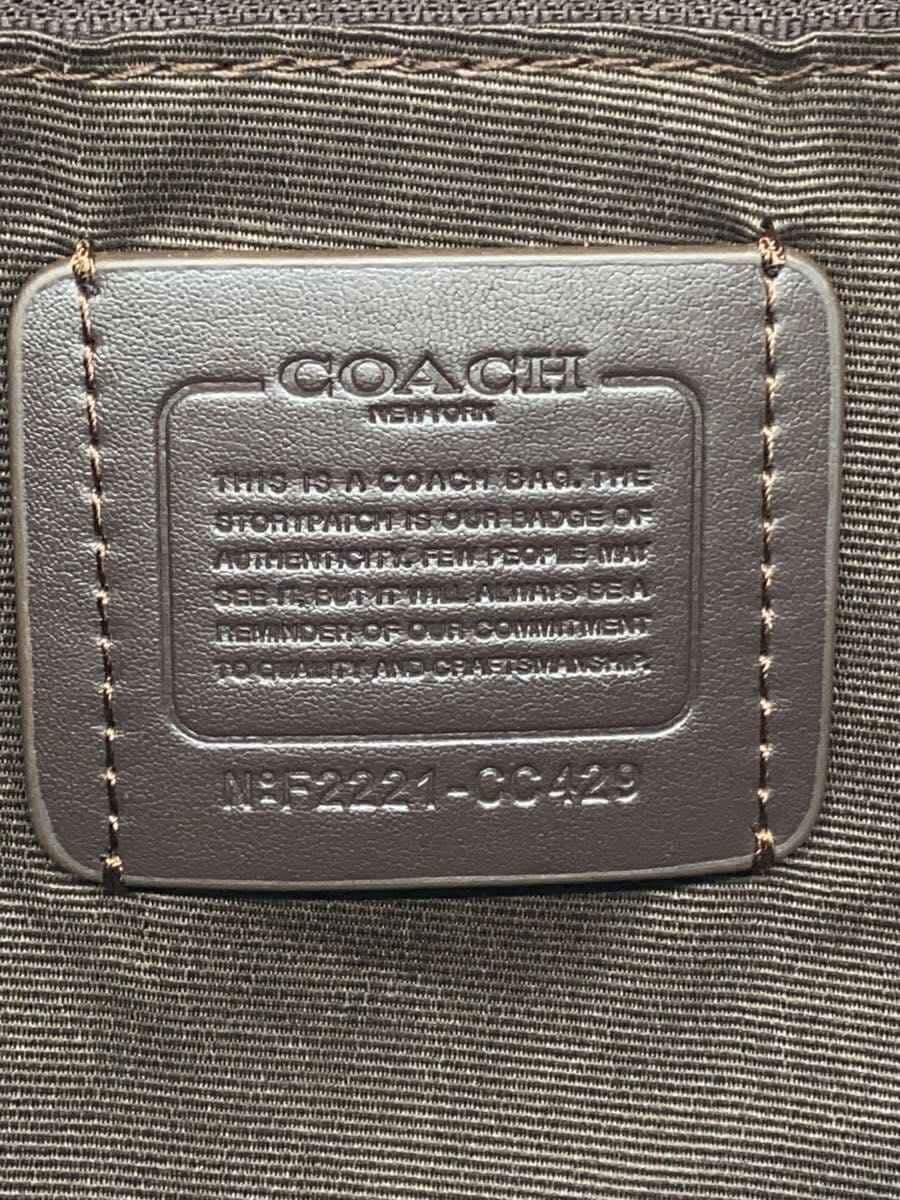 COACH
NEW YORK
THIS IS A COACH BAG. THE
STORYPATCH IS OUR BADGE OF
AUTHENTICITY. FEW PEOPLE MAY
SEE IT, BUT IT WILL ALWAYS BE A
REMINDER OF OUR COMMITMENT
TO QUALITY AND CRAFTSMANSHIP.
N8F2221-CC429